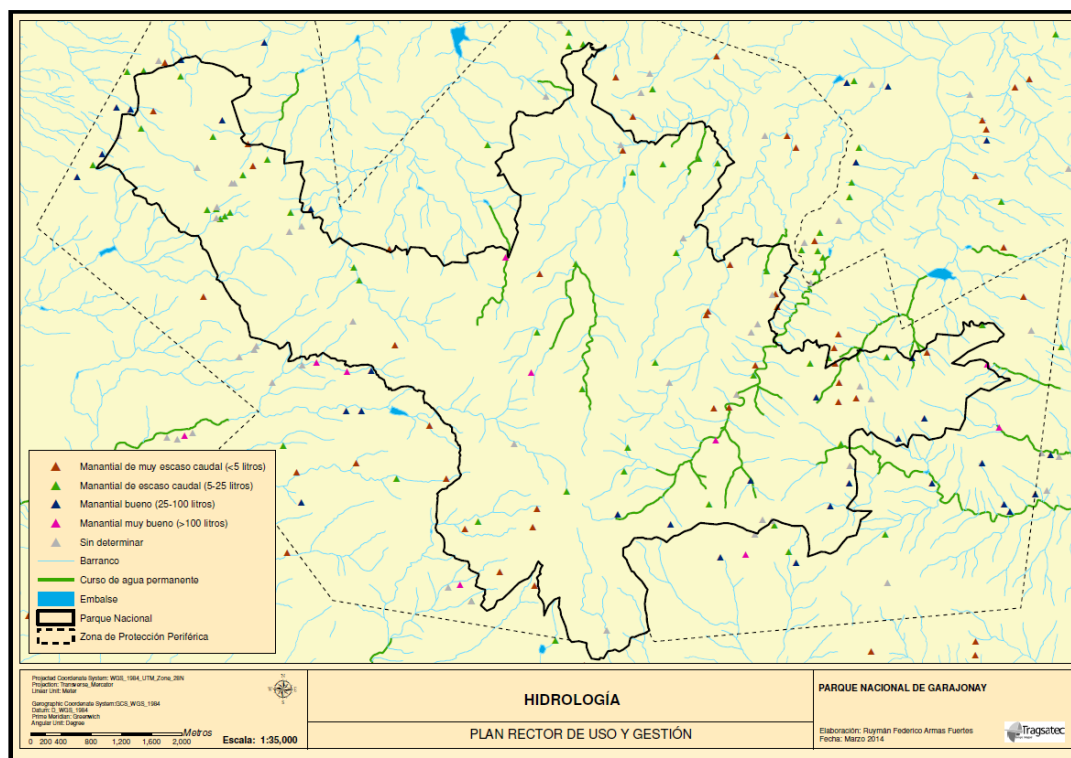 Manantial de muy escaso caudal (<5 litros)
Manantial de escaso caudal (5-25 litros)
Manantial bueno (25-100 litros)
Manantial muy bueno (>100 litros)
Sin determinar
Barranco
Curso de agua permanente
Embalse
Parque Nacional
Zona de Protección Periférica
Projected Coordenate System: WGS_1984_UTM_Zone_28N
Projection: Transverse_Mercator
Linear Unit: Meter
Geographic Coordenate System:GCS_WGS_1984
Datum: D_WGS_1984
Prime Meridian: Greenwich
Angular Unit: Degree
N
W
E
S
Metros
0 200 400 800 1,200 1,600 2,000
Escala: 1:35,000
HIDROLOGÍA
PLAN RECTOR DE USO Y GESTIÓN
PARQUE NACIONAL DE GARAJONAY
Elaboración: Ruymán Federico Armas Fuertes
Fecha: Marzo 2014
Tragsatec